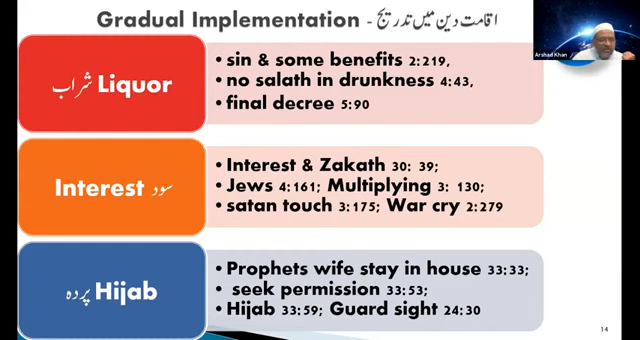 Gradual Implementation - اقامت دین میں تدریج
Arshad Khan
Liquor شراب
• sin & some benefits 2:219,
• no salath in drunkness 4:43,
• final decree 5:90
Interest سود
• Interest & Zakath 30: 39;
• Jews 4:161; Multiplying 3: 130;
• satan touch 3:175; War cry 2:279
Hijab پردہ
• Prophets wife stay in house 33:33;
• seek permission 33:53;
• Hijab 33:59; Guard sight 24:30
14